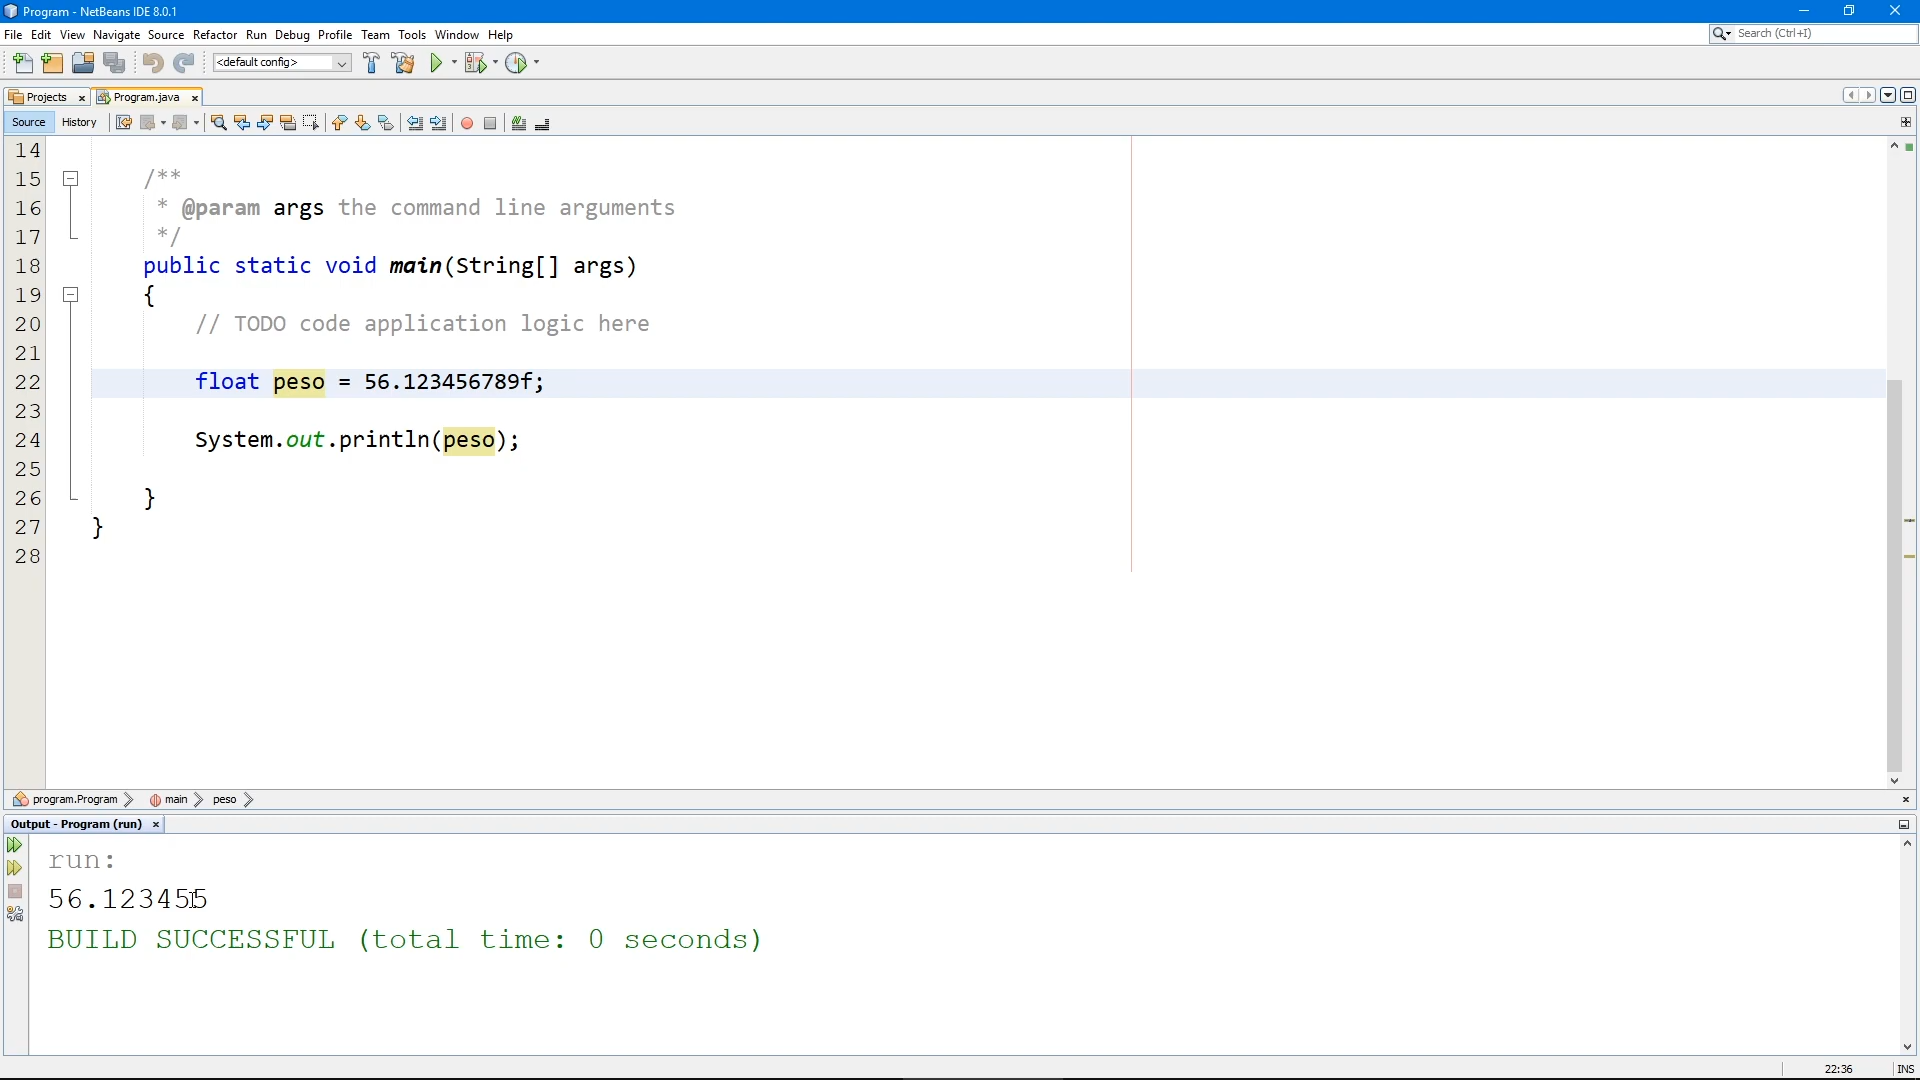 Program - NetBeans IDE 8.0.1
File Edit View Navigate Source Refactor Run Debug Profile Team Tools Window Help
Search (Ctrl+I)
<default config>
Projects
Program.java
Source History
14
15 /**
16 * @param args the command line arguments
17 */
18 public static void main(String[] args)
19 {
20 // TODO code application logic here
21
22 float peso = 56.123456789f;
23
24 System.out.println(peso);
25
26 }
27 }
28
program.Program main peso
Output - Program (run)
run:
56.123455
BUILD SUCCESSFUL (total time: 0 seconds)
22:36 INS